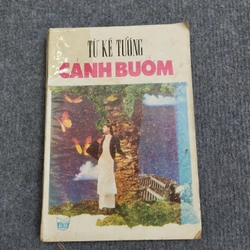 TỪ KẾ TƯỜNG
CÁNH BUỒM